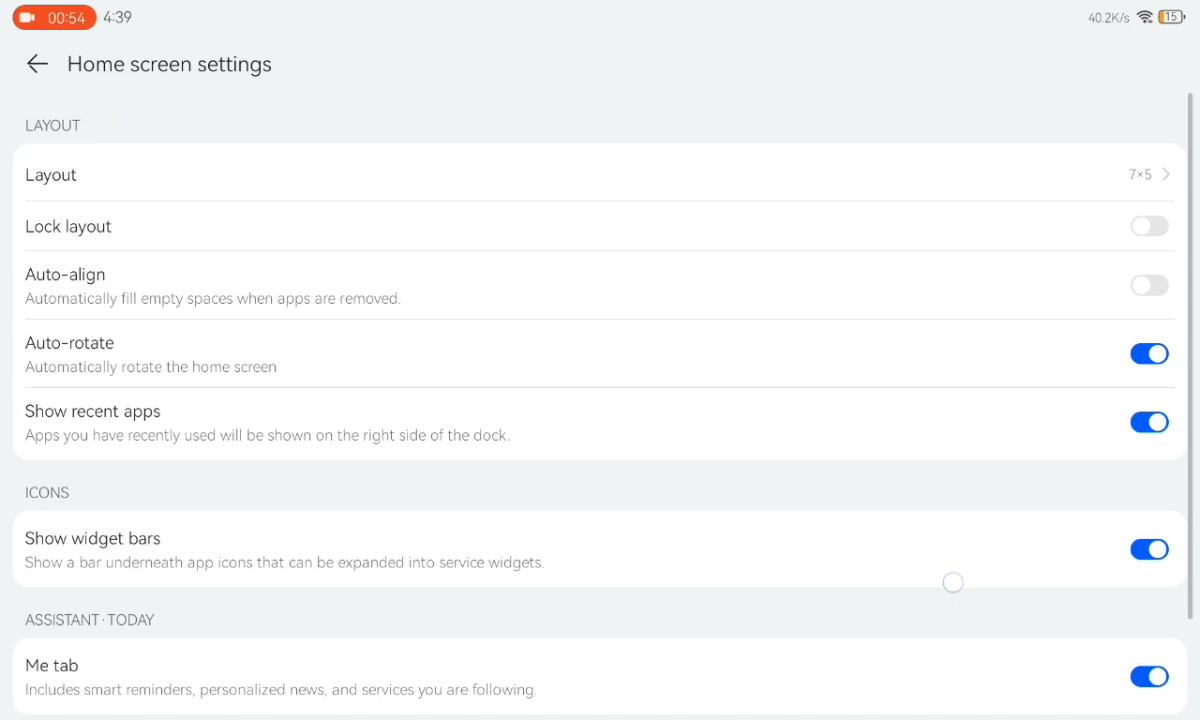 00:54 4:39 40.2K/s 15
Home screen settings
LAYOUT
Layout 7×5
Lock layout
Auto-align
Automatically fill empty spaces when apps are removed.
Auto-rotate
Automatically rotate the home screen
Show recent apps
Apps you have recently used will be shown on the right side of the dock.
ICONS
Show widget bars
Show a bar underneath app icons that can be expanded into service widgets.
ASSISTANT·TODAY
Me tab
Includes smart reminders, personalized news, and services you are following.